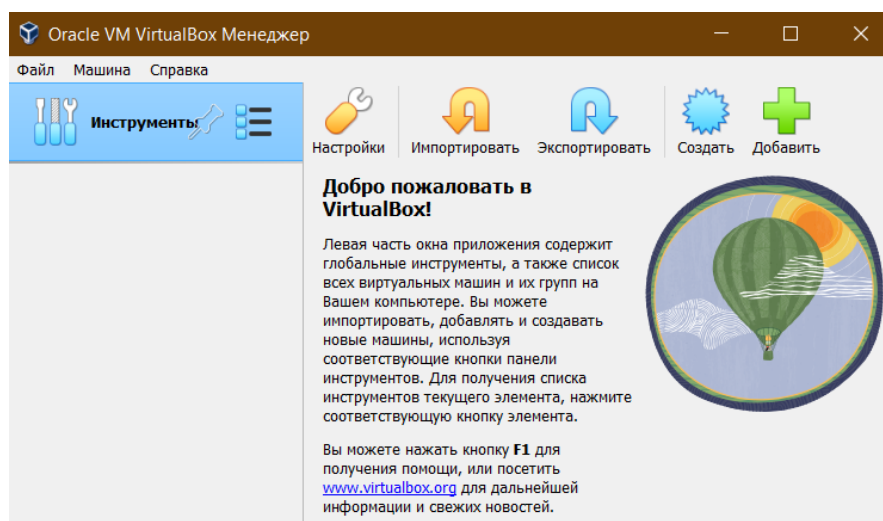 Oracle VM VirtualBox Менеджер
Файл Машина Справка
Инструменты
Настройки Импортировать Экспортировать Создать Добавить
Добро пожаловать в
VirtualBox!
Левая часть окна приложения содержит
глобальные инструменты, а также список
всех виртуальных машин и их групп на
Вашем компьютере. Вы можете
импортировать, добавлять и создавать
новые машины, используя
соответствующие кнопки панели
инструментов. Для получения списка
инструментов текущего элемента, нажмите
соответствующую кнопку элемента.
Вы можете нажать кнопку F1 для
получения помощи, или посетить
www.virtualbox.org для дальнейшей
информации и свежих новостей.